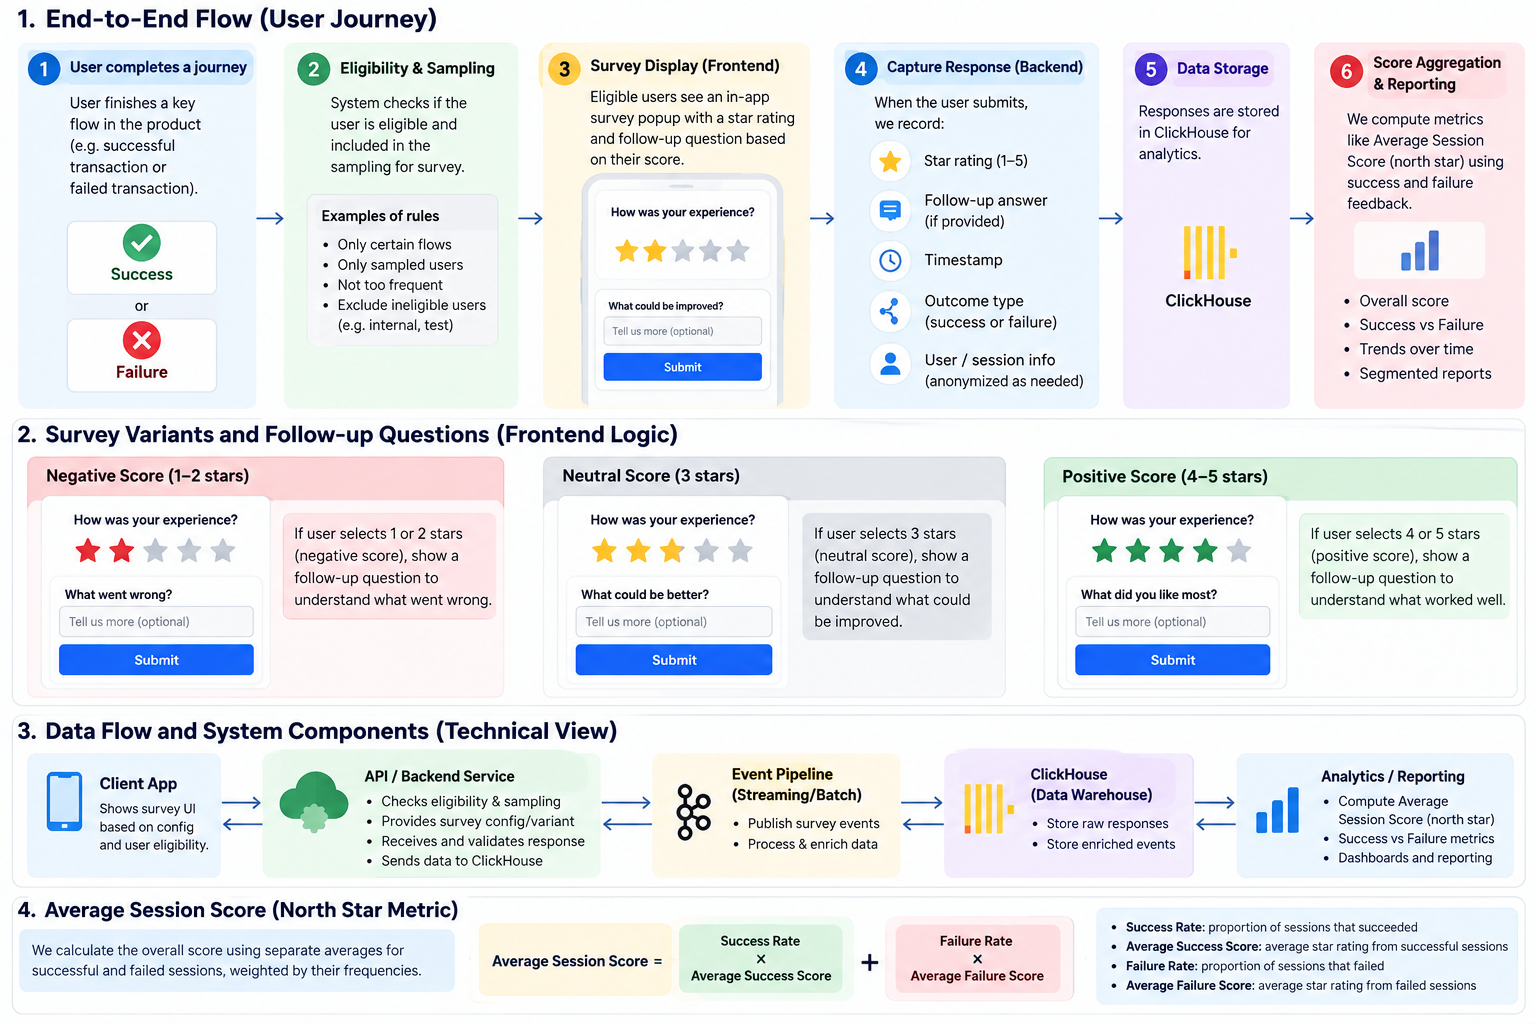 1. End-to-End Flow (User Journey)
1
User completes a journey
User finishes a key
flow in the product
(e.g. successful
transaction or
failed transaction).
Success
or
Failure
2
Eligibility & Sampling
System checks if the
user is eligible and
included in the
sampling for survey.
Examples of rules
• Only certain flows
• Only sampled users
• Not too frequent
• Exclude ineligible users
(e.g. internal, test)
3
Survey Display (Frontend)
Eligible users see an in-app
survey popup with a star rating
and follow-up question based
on their score.
How was your experience?
What could be improved?
Tell us more (optional)
Submit
4
Capture Response (Backend)
When the user submits,
we record:
Star rating (1–5)
Follow-up answer
(if provided)
Timestamp
Outcome type
(success or failure)
User / session info
(anonymized as needed)
5
Data Storage
Responses are stored
in ClickHouse for
analytics.
ClickHouse
6
Score Aggregation
& Reporting
We compute metrics
like Average Session
Score (north star) using
success and failure
feedback.
• Overall score
• Success vs Failure
• Trends over time
• Segmented reports
2. Survey Variants and Follow-up Questions (Frontend Logic)
Negative Score (1–2 stars)
How was your experience?
What went wrong?
Tell us more (optional)
Submit
If user selects 1 or 2 stars
(negative score), show a
follow-up question to
understand what went wrong.
Neutral Score (3 stars)
How was your experience?
What could be better?
Tell us more (optional)
Submit
If user selects 3 stars
(neutral score), show a
follow-up question to
understand what could
be improved.
Positive Score (4–5 stars)
How was your experience?
What did you like most?
Tell us more (optional)
Submit
If user selects 4 or 5 stars
(positive score), show a
follow-up question to
understand what worked well.
3. Data Flow and System Components (Technical View)
Client App
Shows survey UI
based on config
and user eligibility.
API / Backend Service
• Checks eligibility & sampling
• Provides survey config/variant
• Receives and validates response
• Sends data to ClickHouse
Event Pipeline
(Streaming/Batch)
• Publish survey events
• Process & enrich data
ClickHouse
(Data Warehouse)
• Store raw responses
• Store enriched events
Analytics / Reporting
• Compute Average
Session Score (north star)
• Success vs Failure metrics
• Dashboards and reporting
4. Average Session Score (North Star Metric)
We calculate the overall score using separate averages for
successful and failed sessions, weighted by their frequencies.
Average Session Score =
Success Rate
×
Average Success Score
+
Failure Rate
×
Average Failure Score
• Success Rate: proportion of sessions that succeeded
• Average Success Score: average star rating from successful sessions
• Failure Rate: proportion of sessions that failed
• Average Failure Score: average star rating from failed sessions